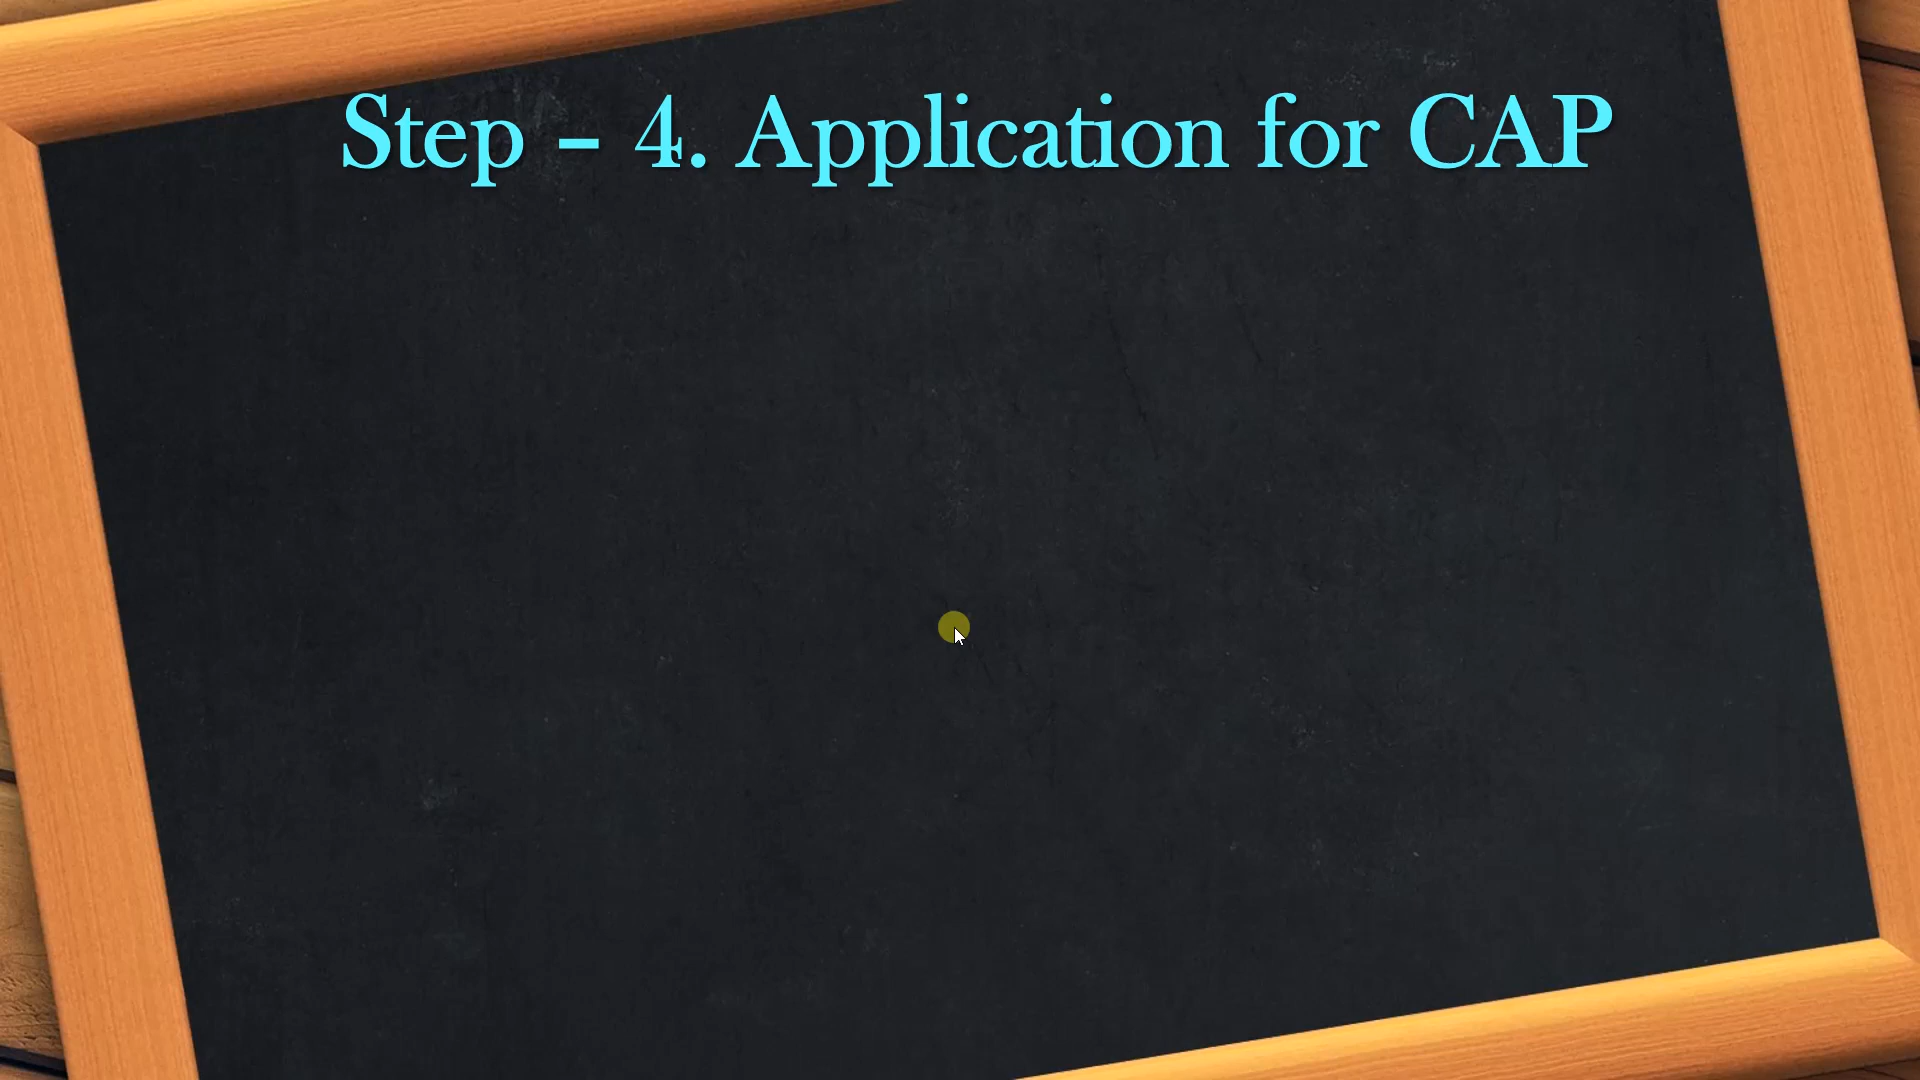 Step – 4. Application for CAP